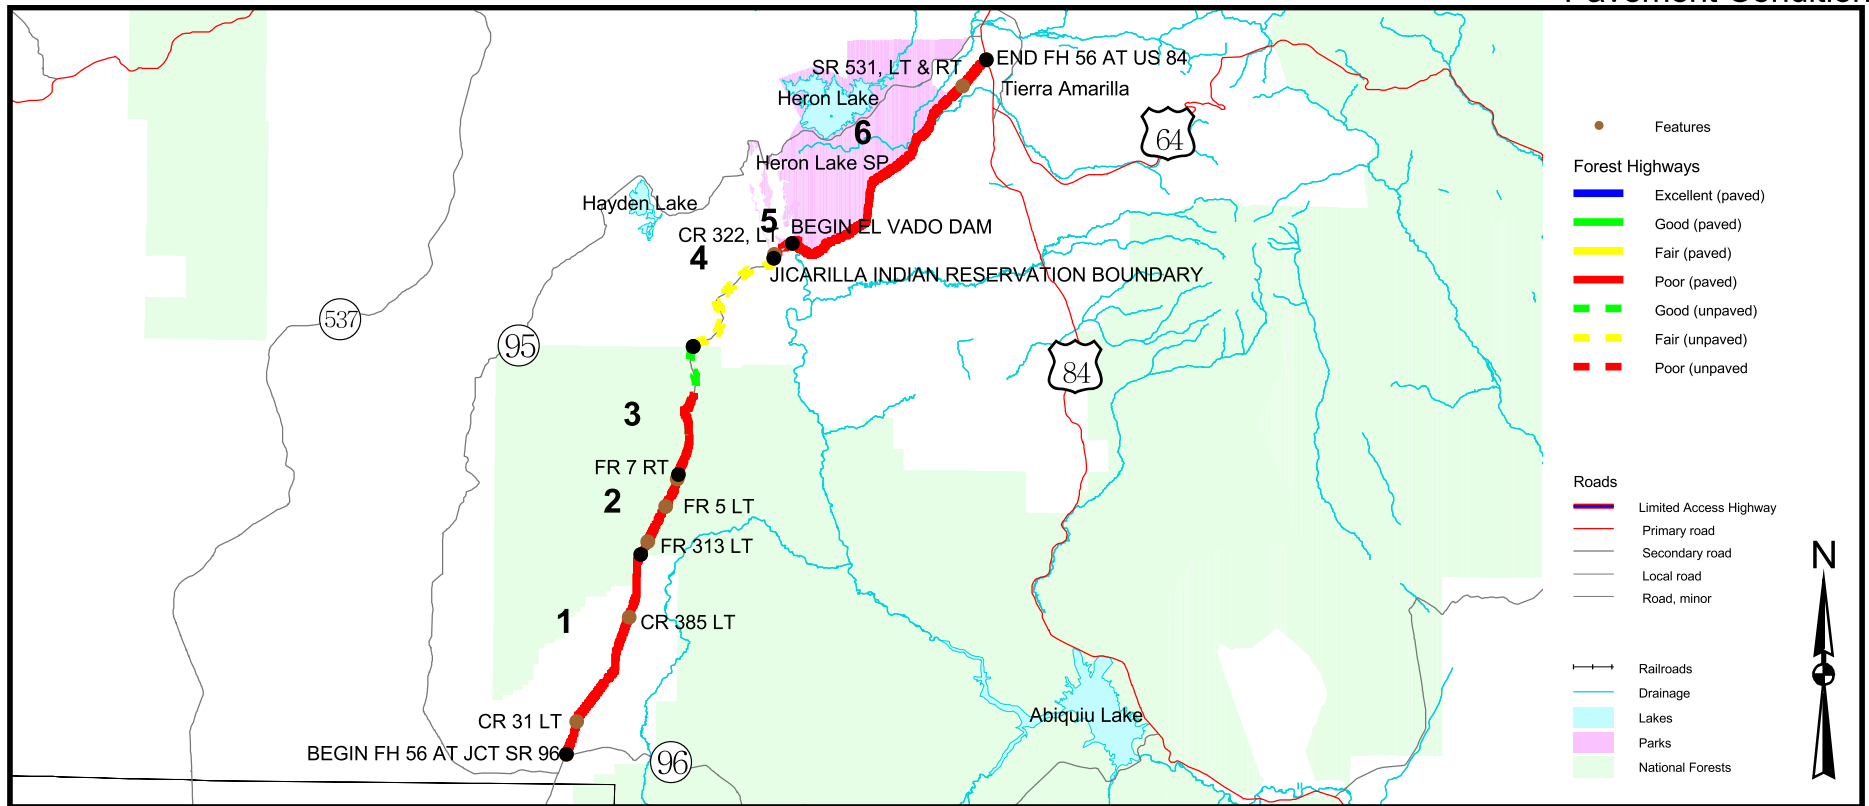 Pavement Condition
END FH 56 AT US 84
SR 531, LT & RT
Tierra Amarilla
Heron Lake
6
64
Heron Lake SP
Hayden Lake
5
BEGIN EL VADO DAM
CR 322, LT
4
JICARILLA INDIAN RESERVATION BOUNDARY
537
95
84
3
FR 7 RT
2
FR 5 LT
FR 313 LT
1
CR 385 LT
CR 31 LT
Abiquiu Lake
BEGIN FH 56 AT JCT SR 96
96
Features
Forest Highways
Excellent (paved)
Good (paved)
Fair (paved)
Poor (paved)
Good (unpaved)
Fair (unpaved)
Poor (unpaved
Roads
Limited Access Highway
Primary road
Secondary road
Local road
Road, minor
N
Railroads
Drainage
Lakes
Parks
National Forests